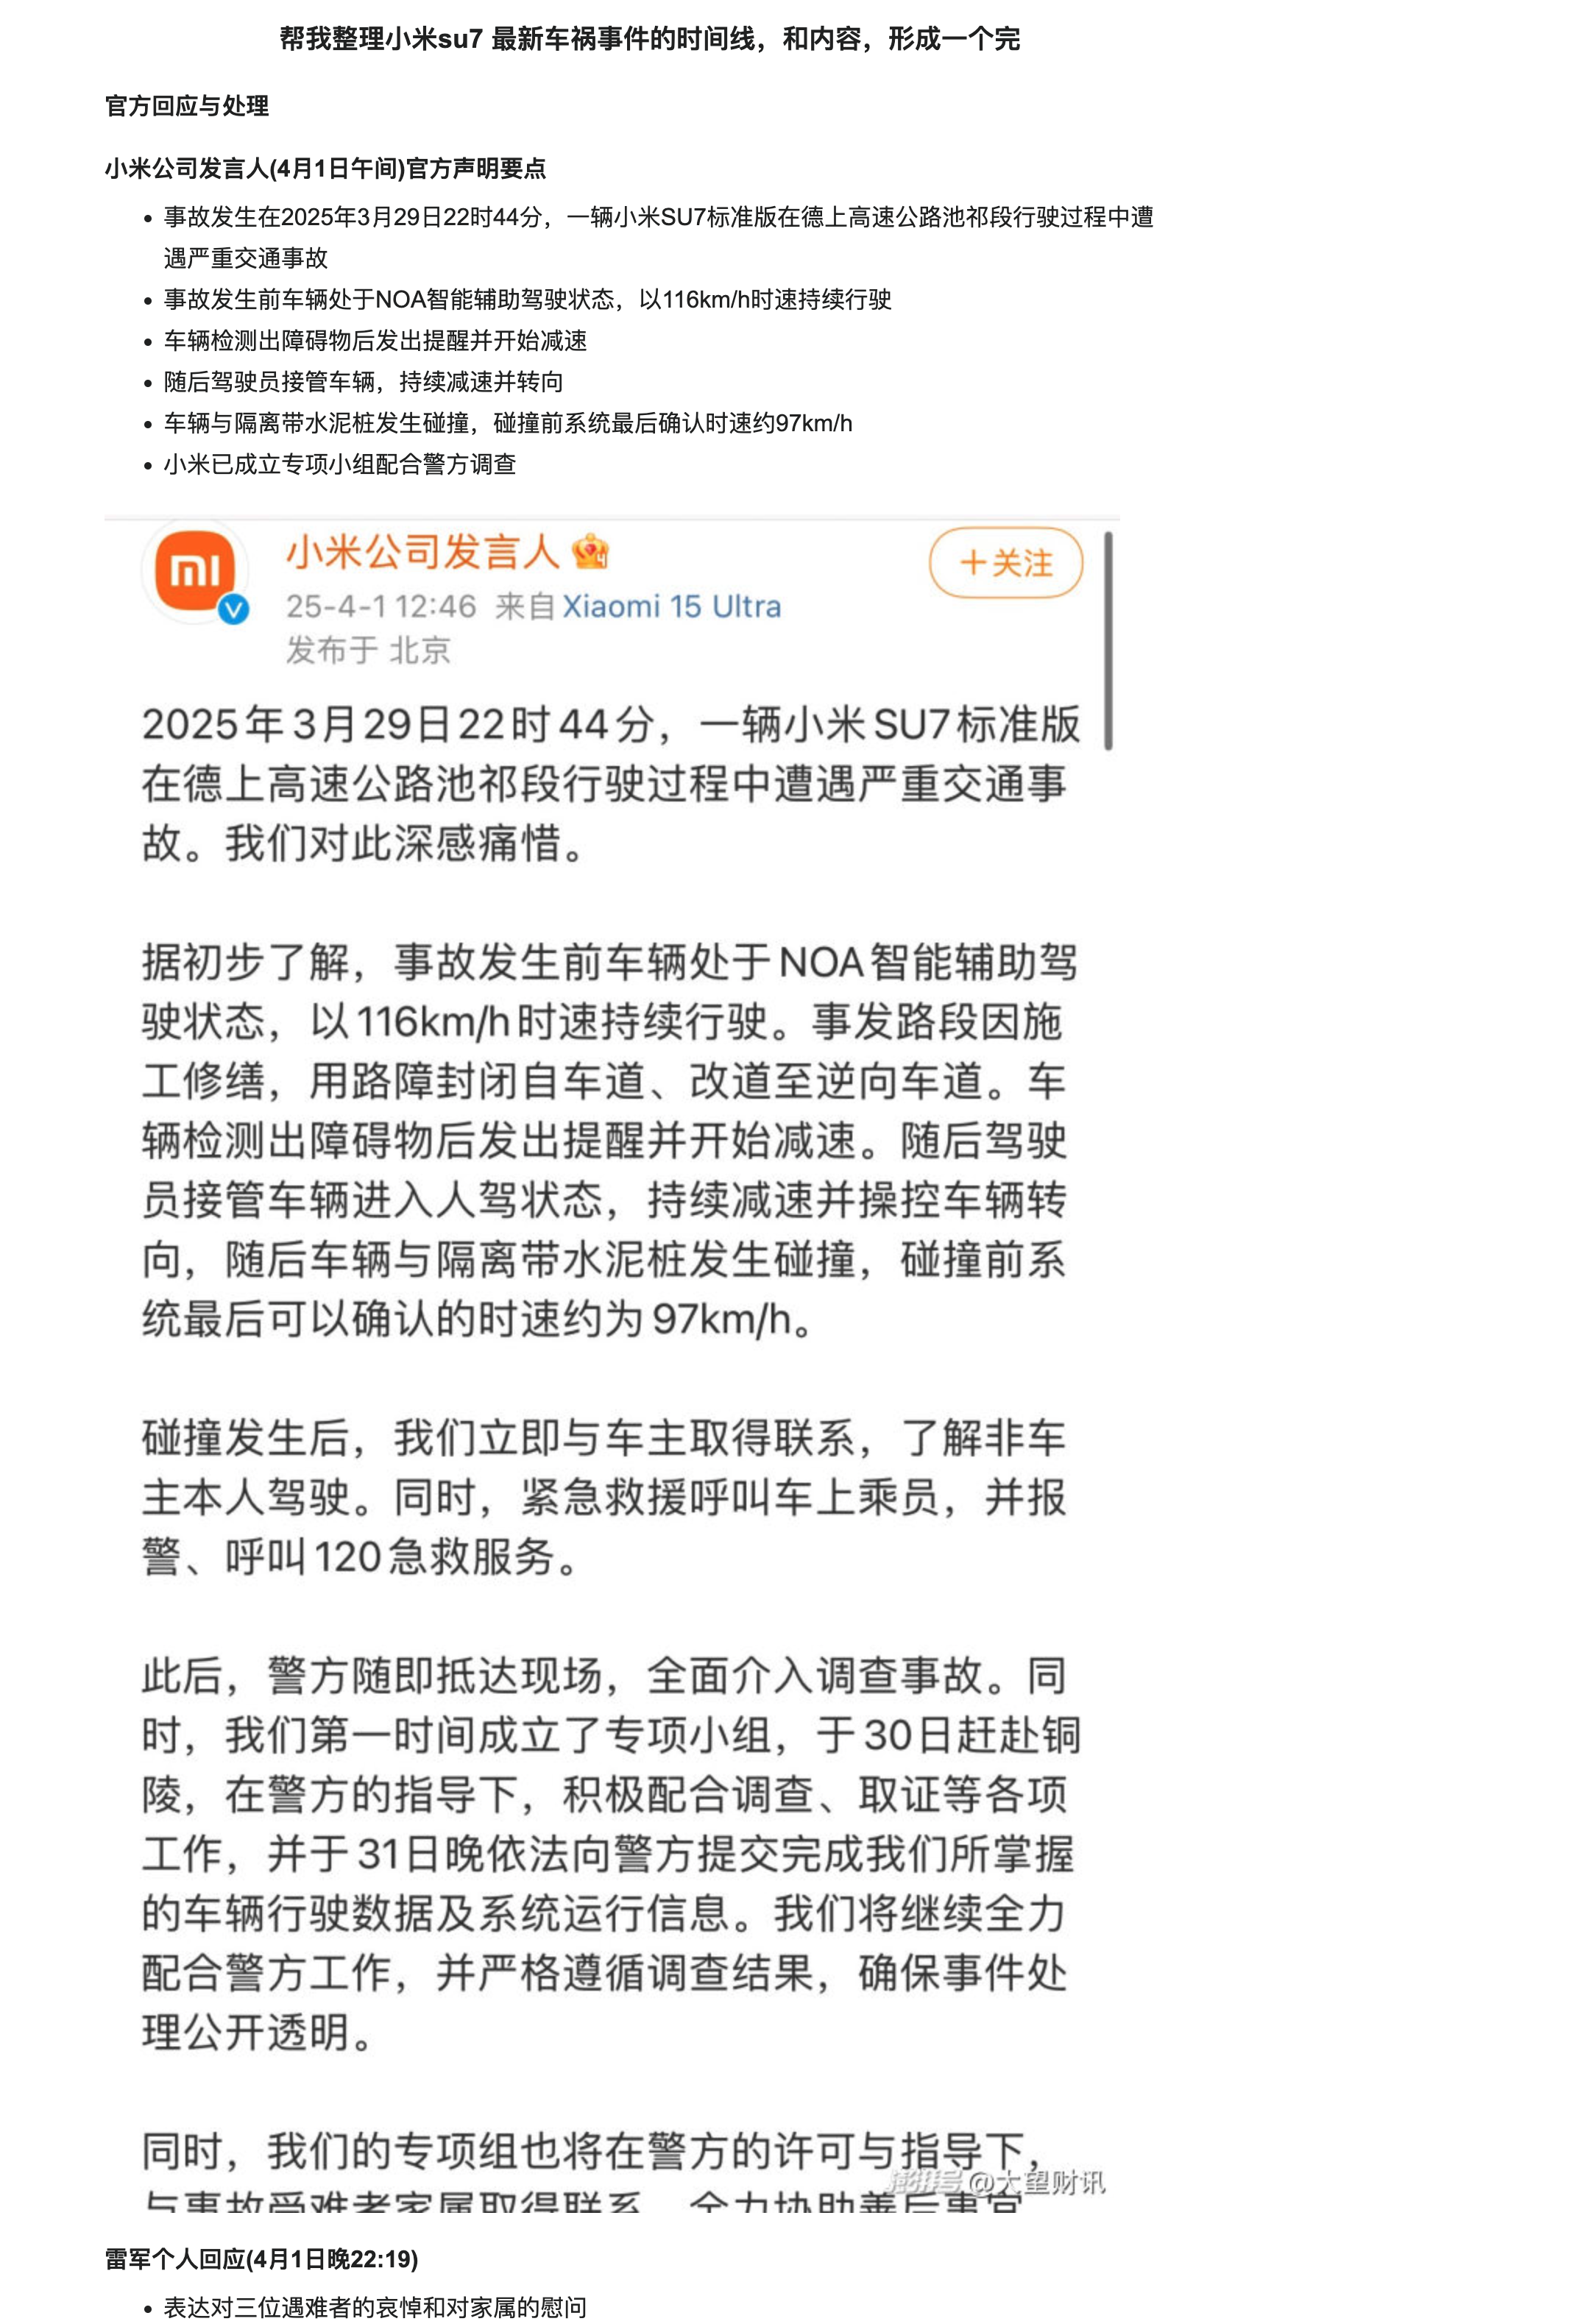 帮我整理小米su7 最新车祸事件的时间线，和内容，形成一个完
官方回应与处理
小米公司发言人(4月1日午间)官方声明要点
• 事故发生在2025年3月29日22时44分，一辆小米SU7标准版在德上高速公路池祁段行驶过程中遭
遇严重交通事故
• 事故发生前车辆处于NOA智能辅助驾驶状态，以116km/h时速持续行驶
• 车辆检测出障碍物后发出提醒并开始减速
• 随后驾驶员接管车辆，持续减速并转向
• 车辆与隔离带水泥桩发生碰撞，碰撞前系统最后确认时速约97km/h
• 小米已成立专项小组配合警方调查
小米公司发言人
＋关注
25-4-1 12:46 来自 Xiaomi 15 Ultra
发布于 北京
2025年3月29日22时44分，一辆小米SU7标准版
在德上高速公路池祁段行驶过程中遭遇严重交通事
故。我们对此深感痛惜。
据初步了解，事故发生前车辆处于NOA智能辅助驾
驶状态，以116km/h时速持续行驶。事发路段因施
工修缮，用路障封闭自车道、改道至逆向车道。车
辆检测出障碍物后发出提醒并开始减速。随后驾驶
员接管车辆进入人驾状态，持续减速并操控车辆转
向，随后车辆与隔离带水泥桩发生碰撞，碰撞前系
统最后可以确认的时速约为97km/h。
碰撞发生后，我们立即与车主取得联系，了解非车
主本人驾驶。同时，紧急救援呼叫车上乘员，并报
警、呼叫120急救服务。
此后，警方随即抵达现场，全面介入调查事故。同
时，我们第一时间成立了专项小组，于30日赶赴铜
陵，在警方的指导下，积极配合调查、取证等各项
工作，并于31日晚依法向警方提交完成我们所掌握
的车辆行驶数据及系统运行信息。我们将继续全力
配合警方工作，并严格遵循调查结果，确保事件处
理公开透明。
同时，我们的专项组也将在警方的许可与指导下，
与事故受难者家属取得联系，全力协助善后事宜
澎湃号 @大望财讯
雷军个人回应(4月1日晚22:19)
• 表达对三位遇难者的哀悼和对家属的慰问